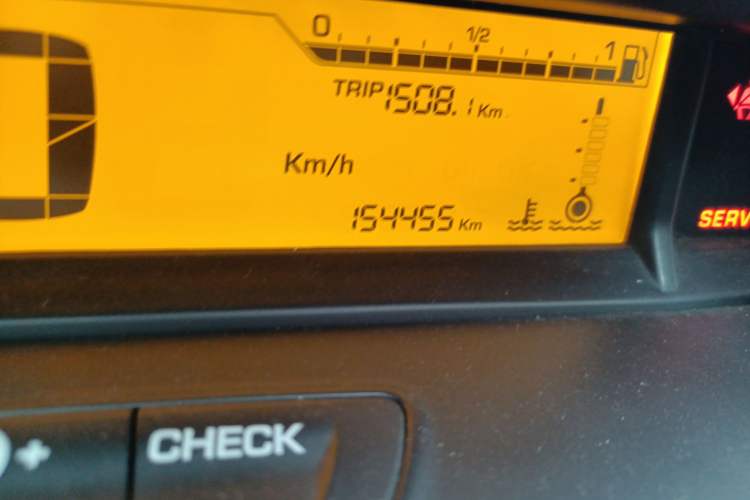 0 1/2 1
TRIP 1508.1 Km
Km/h
154455 Km
SERV
+ CHECK